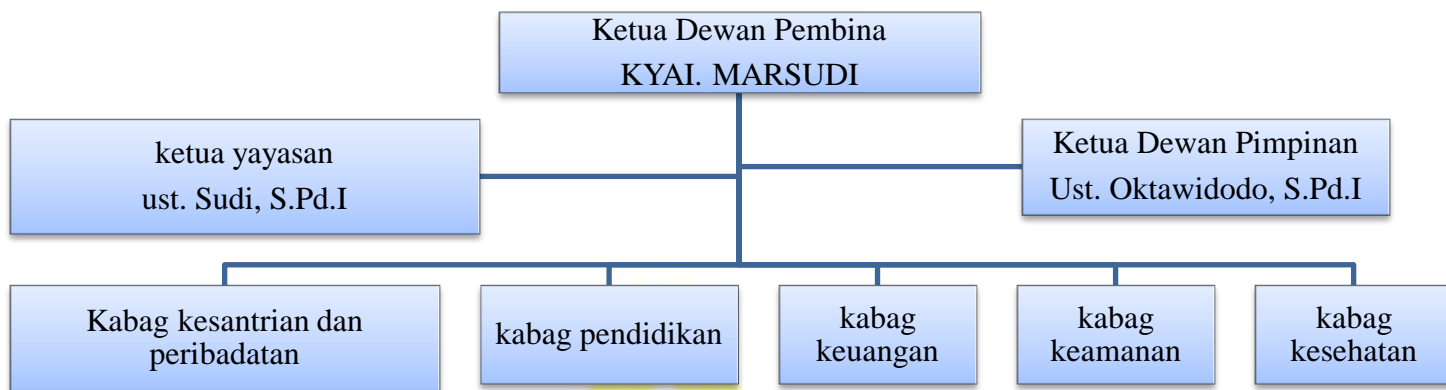 Ketua Dewan Pembina
KYAI. MARSUDI
ketua yayasan
ust. Sudi, S.Pd.I
Ketua Dewan Pimpinan
Ust. Oktawidodo, S.Pd.I
Kabag kesantrian dan
peribadatan
kabag pendidikan
kabag
keuangan
kabag
keamanan
kabag
kesehatan